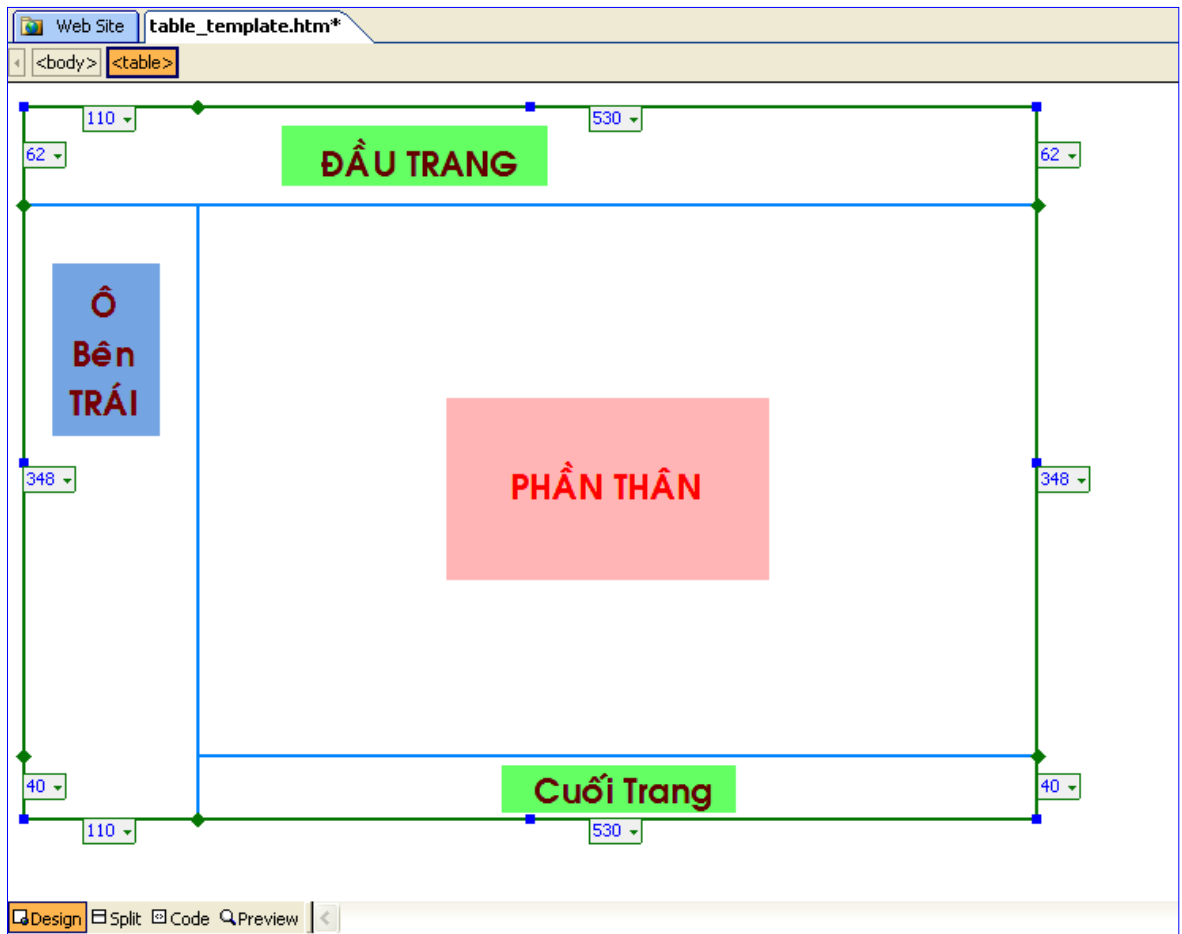 Web Site table_template.htm*
<body> <table>
110 530
62 62
ĐẦU TRANG
Ô
Bên
TRÁI
PHẦN THÂN
348 348
40 40
Cuối Trang
110 530
Design Split Code Preview